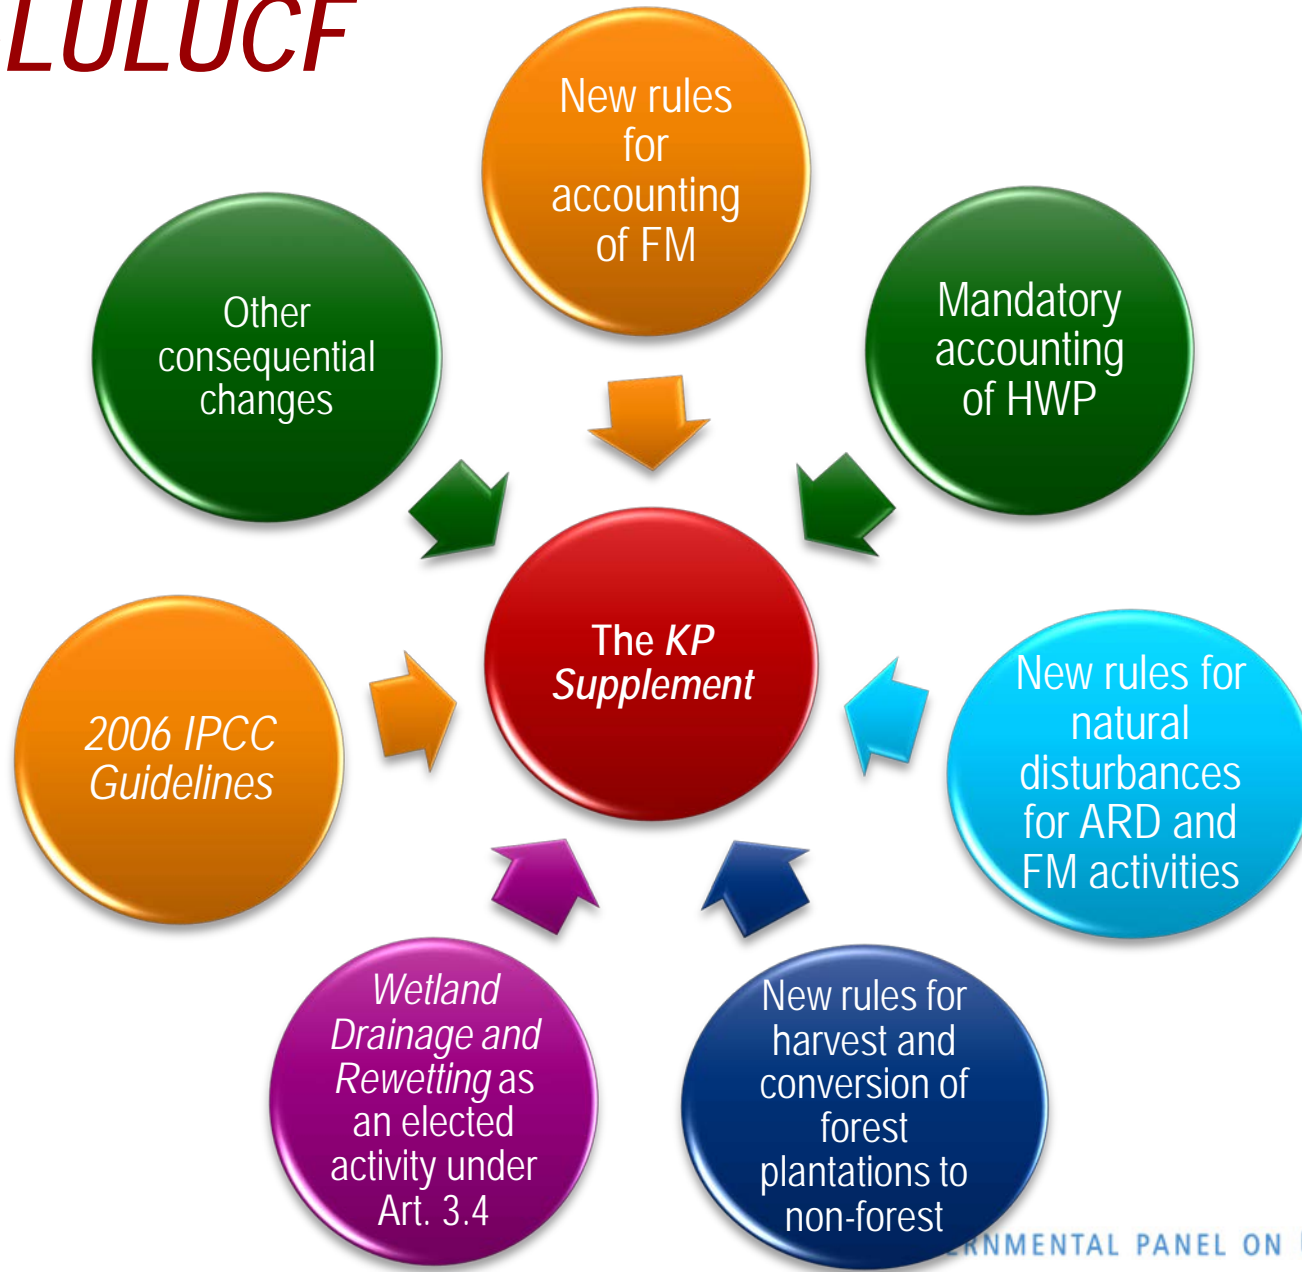 LULUCF
New rules
for
accounting
of FM
Mandatory
accounting
of HWP
New rules for
natural
disturbances
for ARD and
FM activities
New rules for
harvest and
conversion of
forest
plantations to
non-forest
Wetland
Drainage and
Rewetting as
an elected
activity under
Art. 3.4
2006 IPCC
Guidelines
Other
consequential
changes
The KP
Supplement
PANEL ON